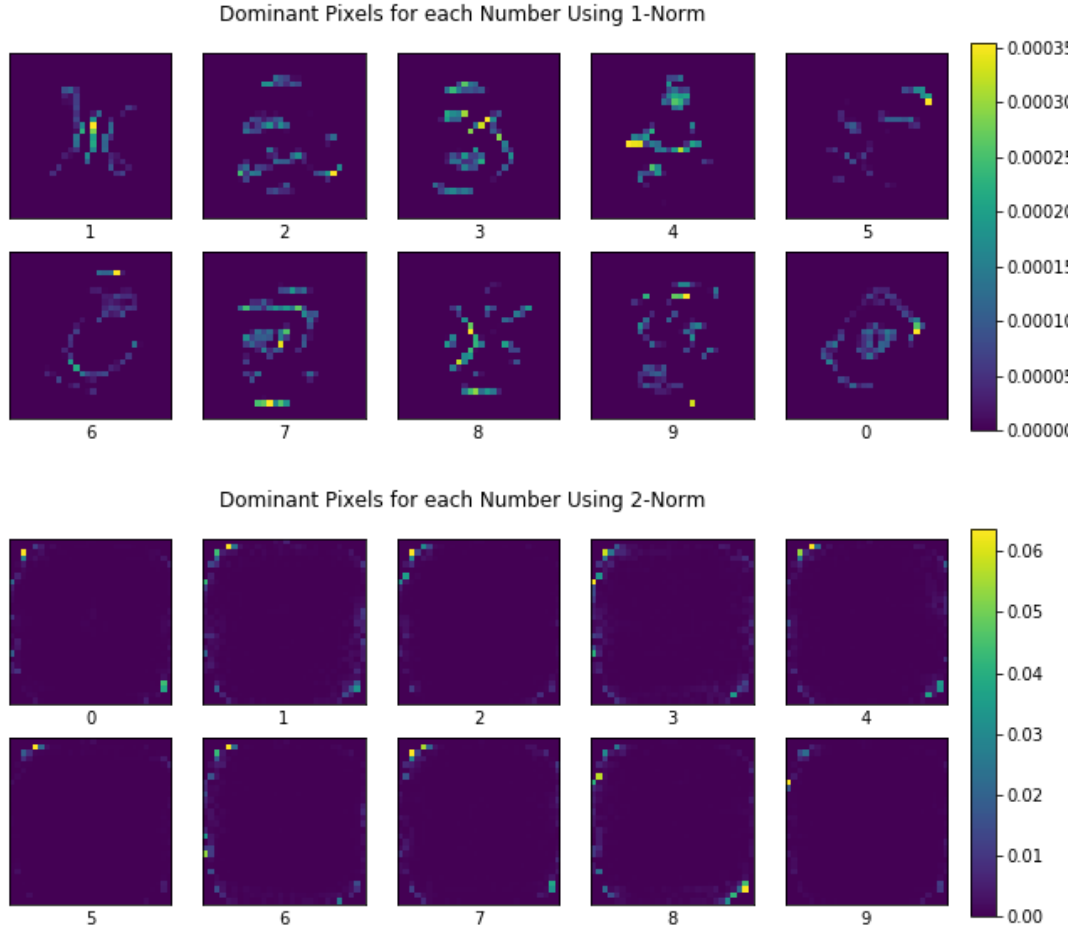 Dominant Pixels for each Number Using 1-Norm
1 2 3 4 5
6 7 8 9 0
0.00035
0.00030
0.00025
0.00020
0.00015
0.00010
0.00005
0.00000
Dominant Pixels for each Number Using 2-Norm
0 1 2 3 4
5 6 7 8 9
0.06
0.05
0.04
0.03
0.02
0.01
0.00